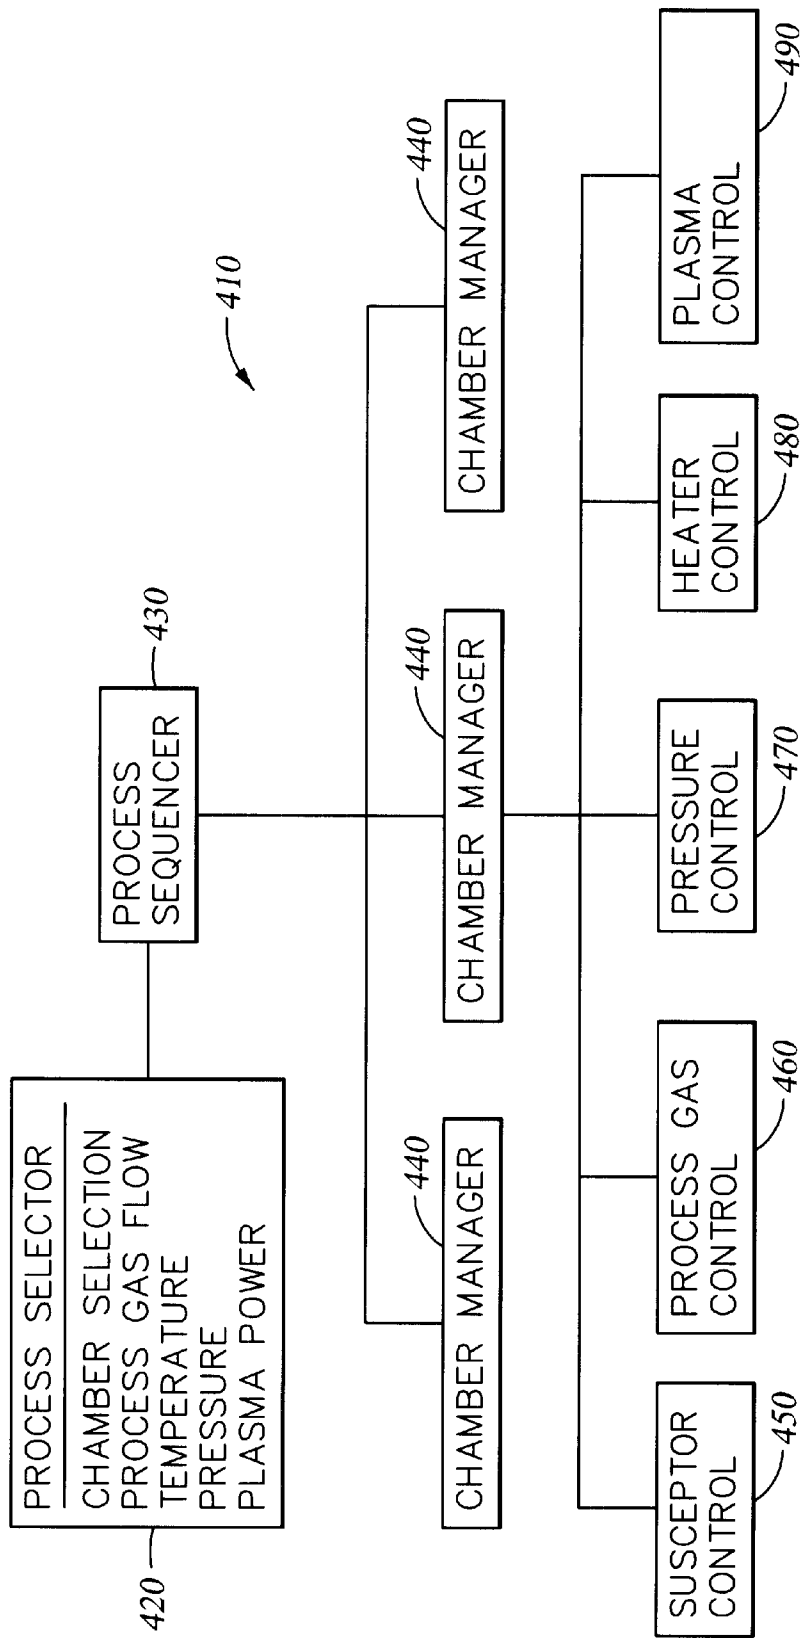 410
PROCESS SELECTOR
CHAMBER SELECTION
PROCESS GAS FLOW
TEMPERATURE
PRESSURE
PLASMA POWER
420
PROCESS
SEQUENCER
430
CHAMBER MANAGER
440
CHAMBER MANAGER
440
CHAMBER MANAGER
440
SUSCEPTOR
CONTROL
450
PROCESS GAS
CONTROL
460
PRESSURE
CONTROL
470
HEATER
CONTROL
480
PLASMA
CONTROL
490